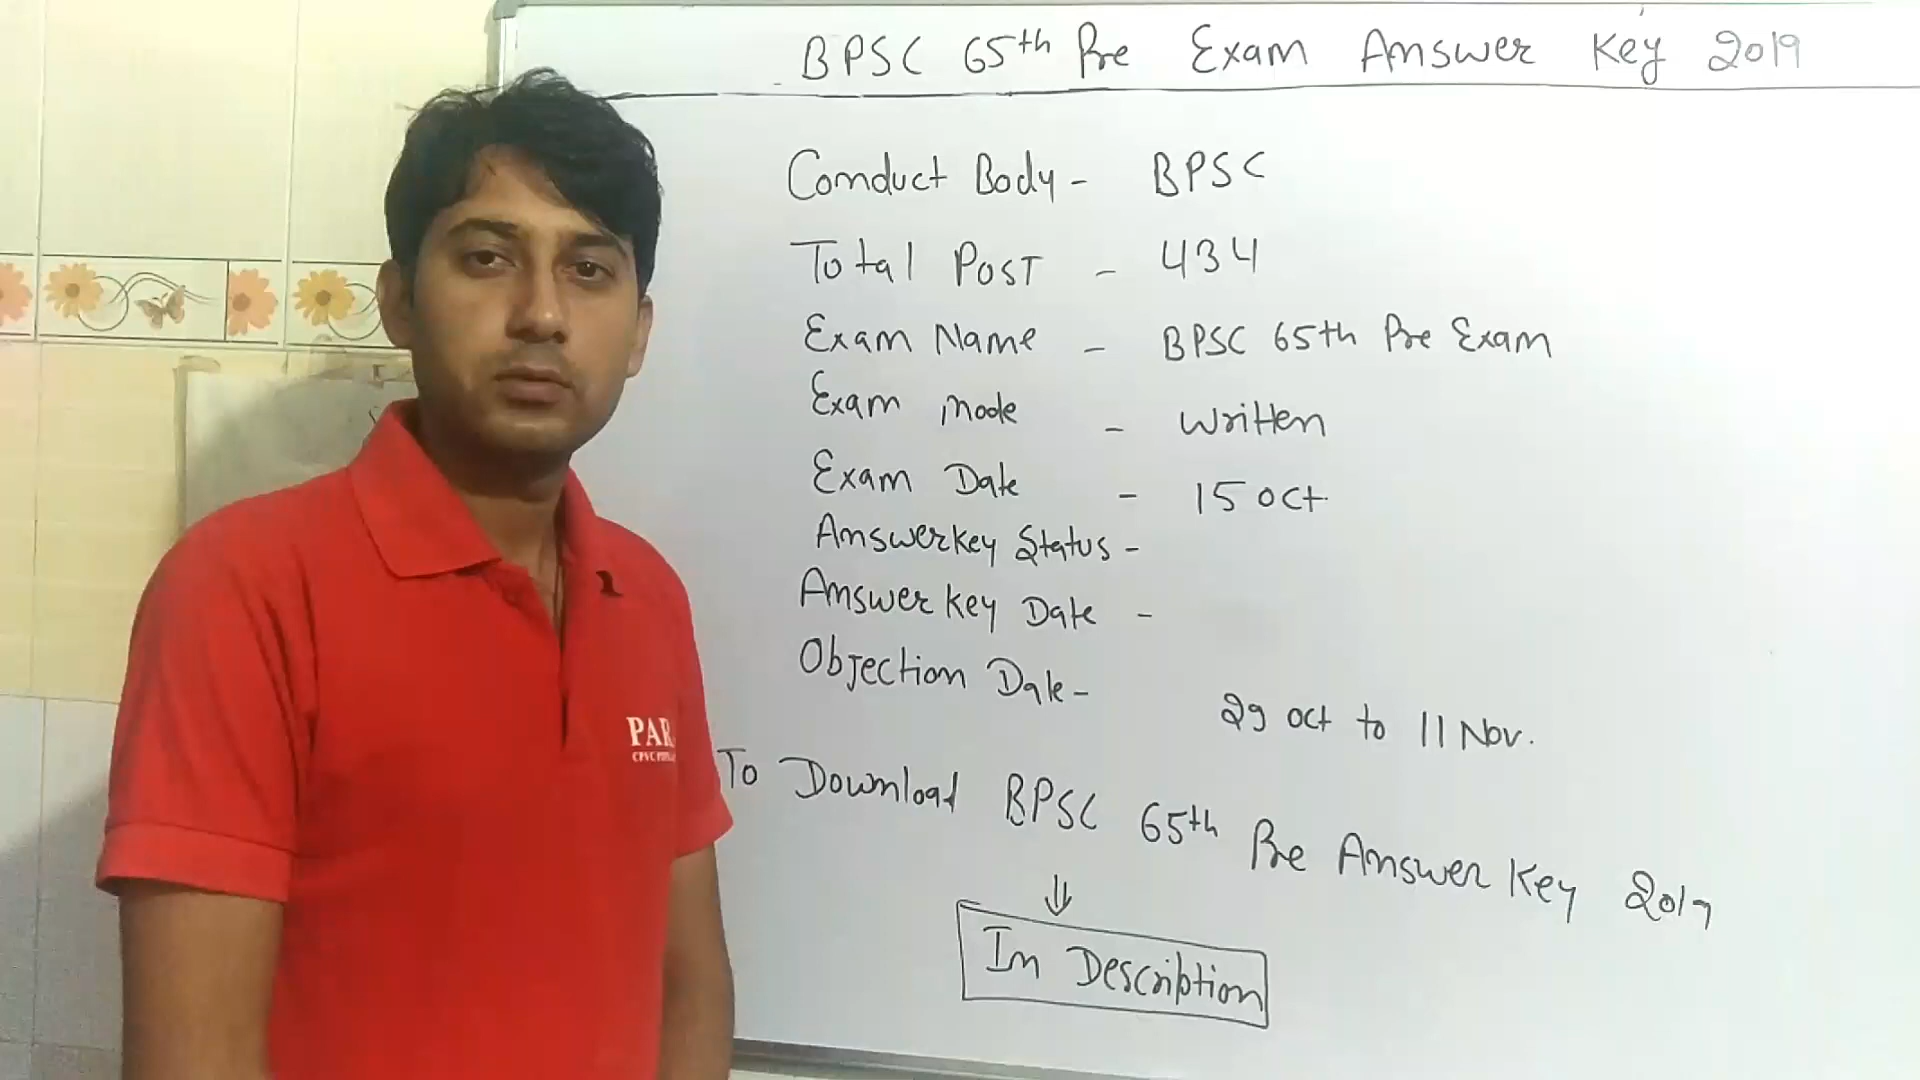 BPSC 65th Pre Exam Answer Key 2019
Conduct Body - BPSC
Total Post - 434
Exam Name - BPSC 65th Pre Exam
Exam Mode - Written
Exam Date - 15 oct.
Answerkey Status -
Answer key Date -
Objection Date -
29 oct to 11 Nov.
To Download BPSC 65th Pre Answer Key 2019
⇓
In Description
PAR